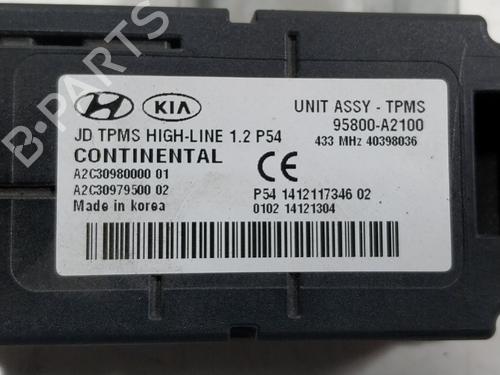 KIA
UNIT ASSY - TPMS
JD TPMS HIGH-LINE 1.2 P54
95800-A2100
433 MHz 40398036
CONTINENTAL
CE
A2C30980000 01
A2C30979500 02
P54 1412117346 02
Made in korea
0102 14121304